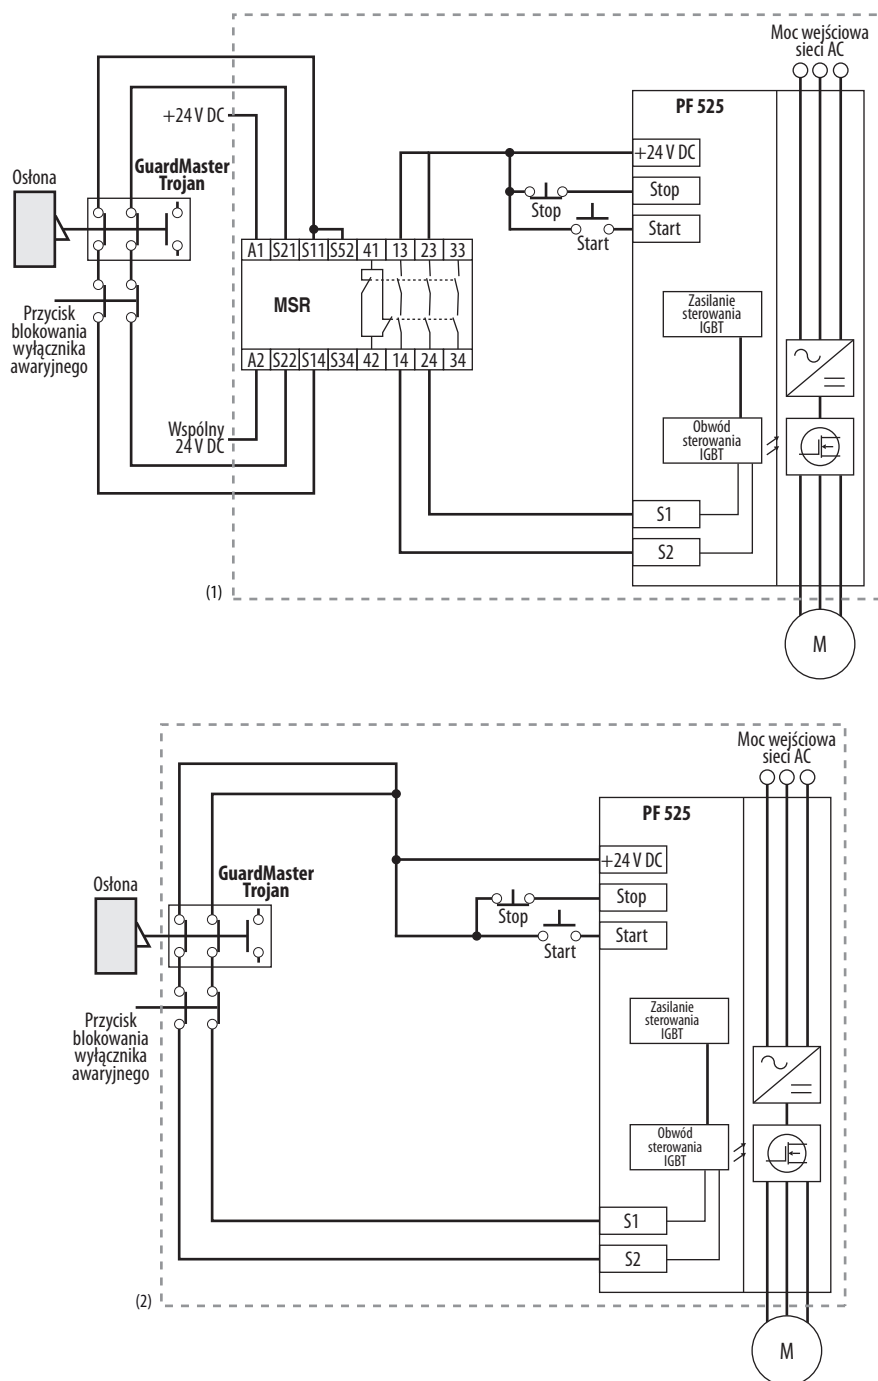 Moc wejściowa
sieci AC
PF 525
+24 V DC
+24 V DC
GuardMaster
Trojan
Osłona
Stop
Stop
Start
Start
A1 S21 S11 S52 41 13 23 33
MSR
Zasilanie
sterowania
IGBT
Przycisk
blokowania
wyłącznika
awaryjnego
A2 S22 S14 S34 42 14 24 34
Wspólny
24 V DC
Obwód
sterowania
IGBT
S1
S2
(1)
M
Moc wejściowa
sieci AC
PF 525
+24 V DC
GuardMaster
Trojan
Osłona
Stop
Stop
Start
Start
Przycisk
blokowania
wyłącznika
awaryjnego
Zasilanie
sterowania
IGBT
Obwód
sterowania
IGBT
S1
S2
(2)
M